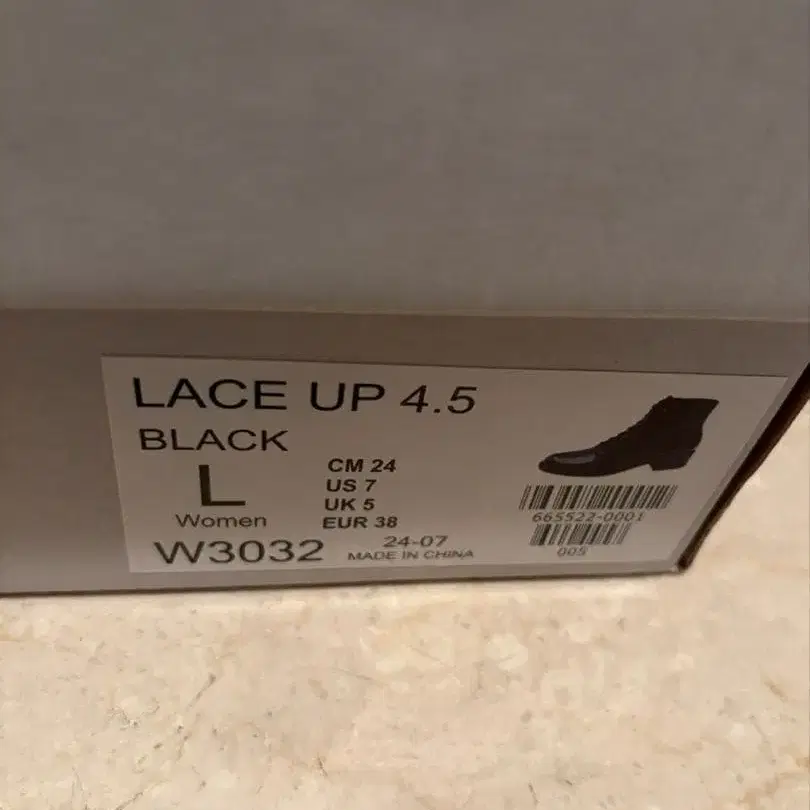 LACE UP 4.5
BLACK
L
Women
CM 24
US 7
UK 5
EUR 38
W3032
24-07
MADE IN CHINA
665522-0001
005